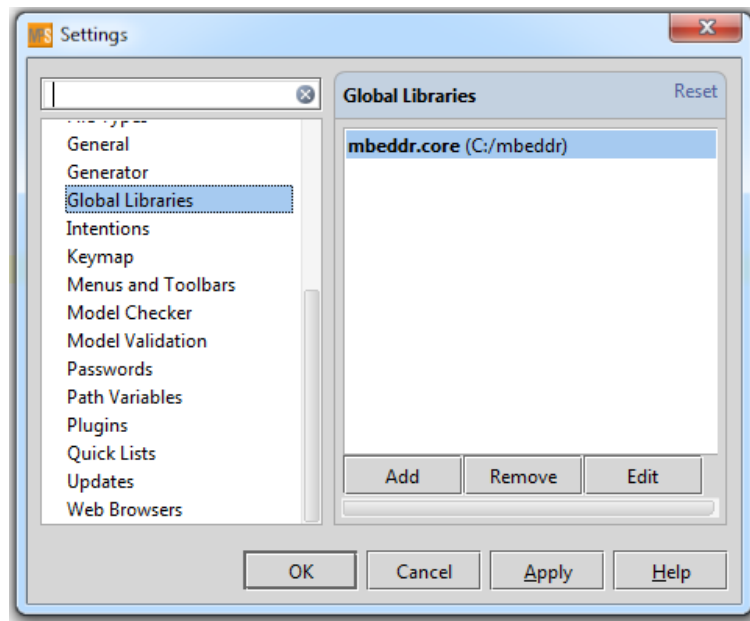 MPS Settings
Global Libraries
Reset
General
Generator
Global Libraries
Intentions
Keymap
Menus and Toolbars
Model Checker
Model Validation
Passwords
Path Variables
Plugins
Quick Lists
Updates
Web Browsers
mbeddr.core (C:/mbeddr)
Add
Remove
Edit
OK
Cancel
Apply
Help